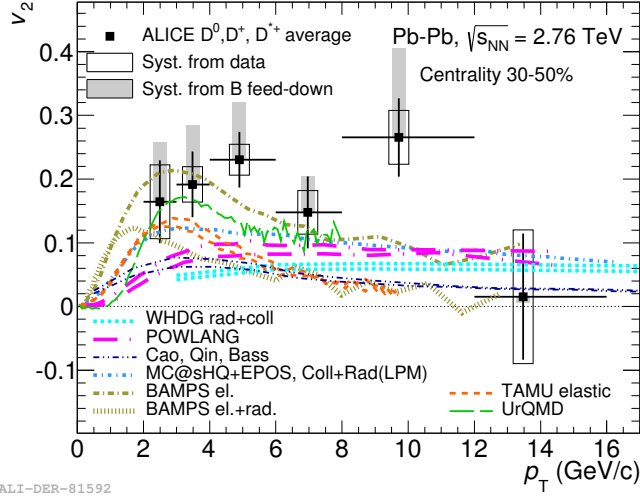 v₂
ALICE D⁰,D⁺, D*⁺ average
Syst. from data
Syst. from B feed-down
Pb-Pb, √sNN = 2.76 TeV
Centrality 30-50%
0.4
0.3
0.2
0.1
0
-0.1
WHDG rad+coll
POWLANG
Cao, Qin, Bass
MC@sHQ+EPOS, Coll+Rad(LPM)
BAMPS el.
BAMPS el.+rad.
TAMU elastic
UrQMD
0 2 4 6 8 10 12 14 16
pT (GeV/c)
ALI-DER-81592